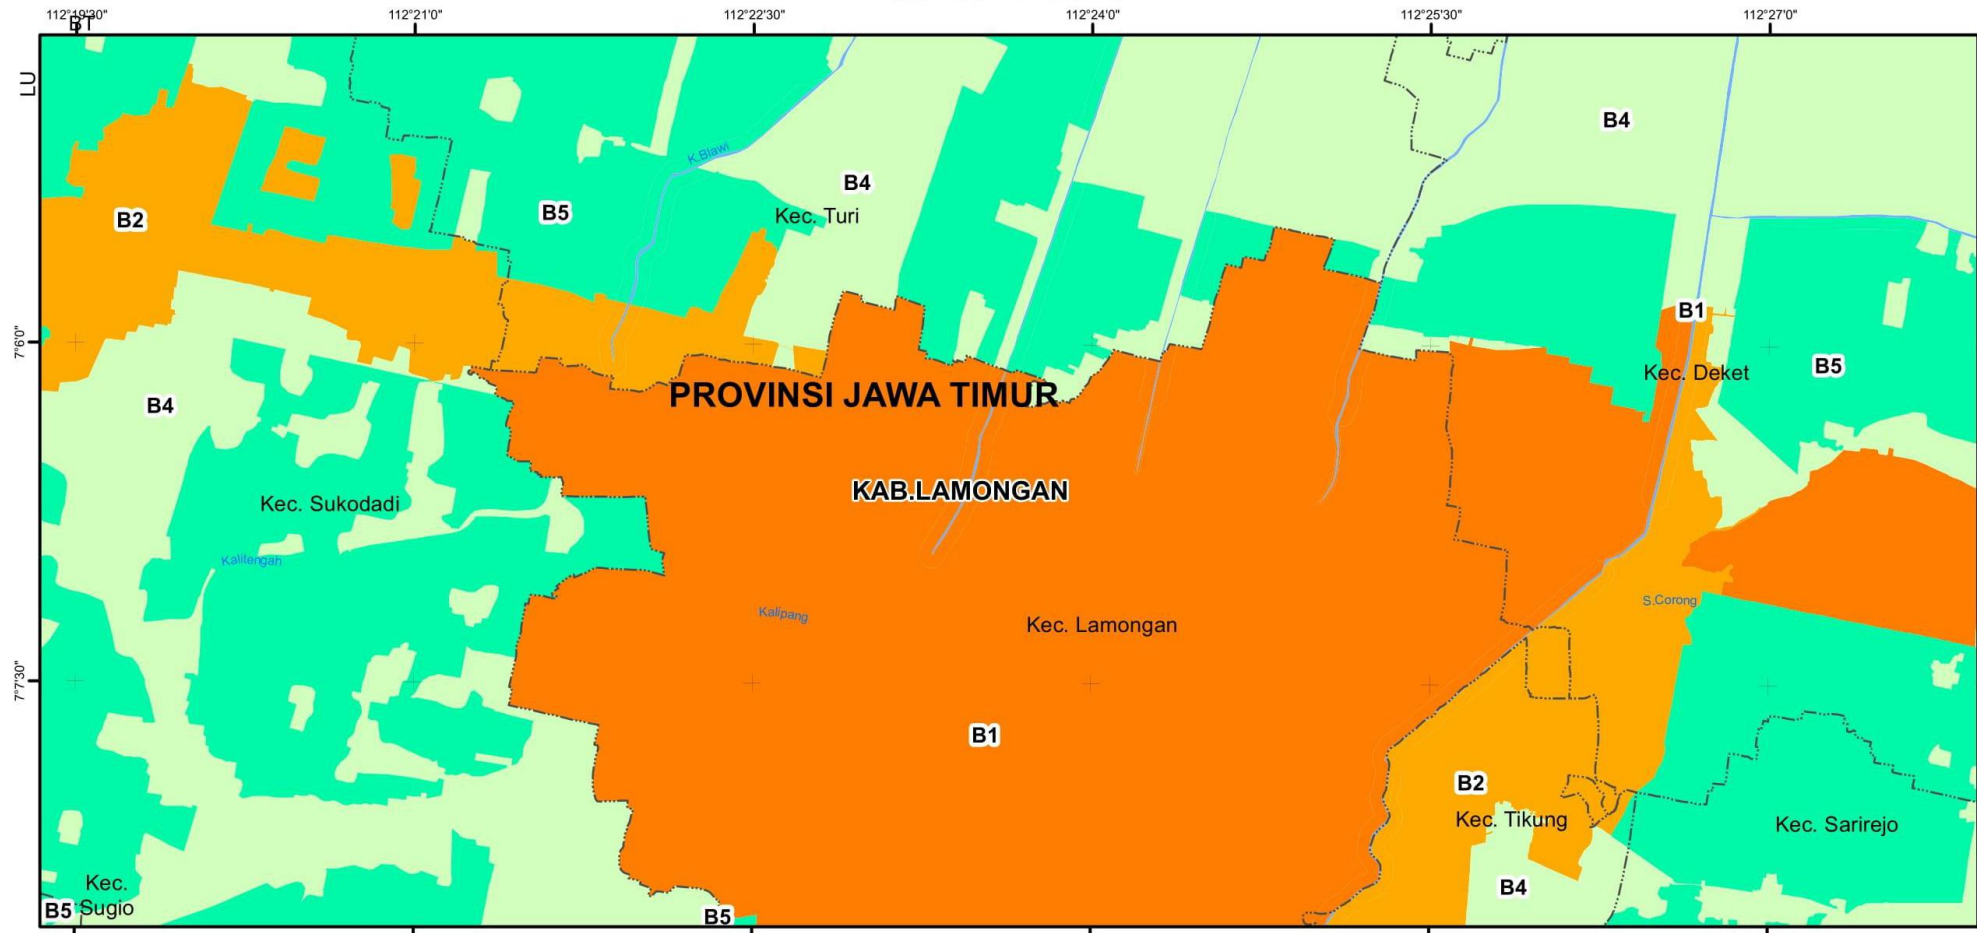 112°19'30"
112°21'0"
112°22'30"
112°24'0"
112°25'30"
112°27'0"
BT
LU
B4
K.Blawi
B4
B5
Kec. Turi
B2
B1
7°6'0"
B5
Kec. Deket
PROVINSI JAWA TIMUR
B4
KAB.LAMONGAN
Kec. Sukodadi
Kalitengah
S.Corong
Kalipang
Kec. Lamongan
7°7'30"
B1
B2
Kec. Tikung
Kec. Sarirejo
Kec.
Sugio
B4
B5
B5